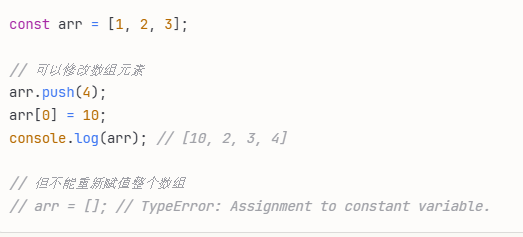 const arr = [1, 2, 3];
// 可以修改数组元素
arr.push(4);
arr[0] = 10;
console.log(arr); // [10, 2, 3, 4]
// 但不能重新赋值整个数组
// arr = []; // TypeError: Assignment to constant variable.